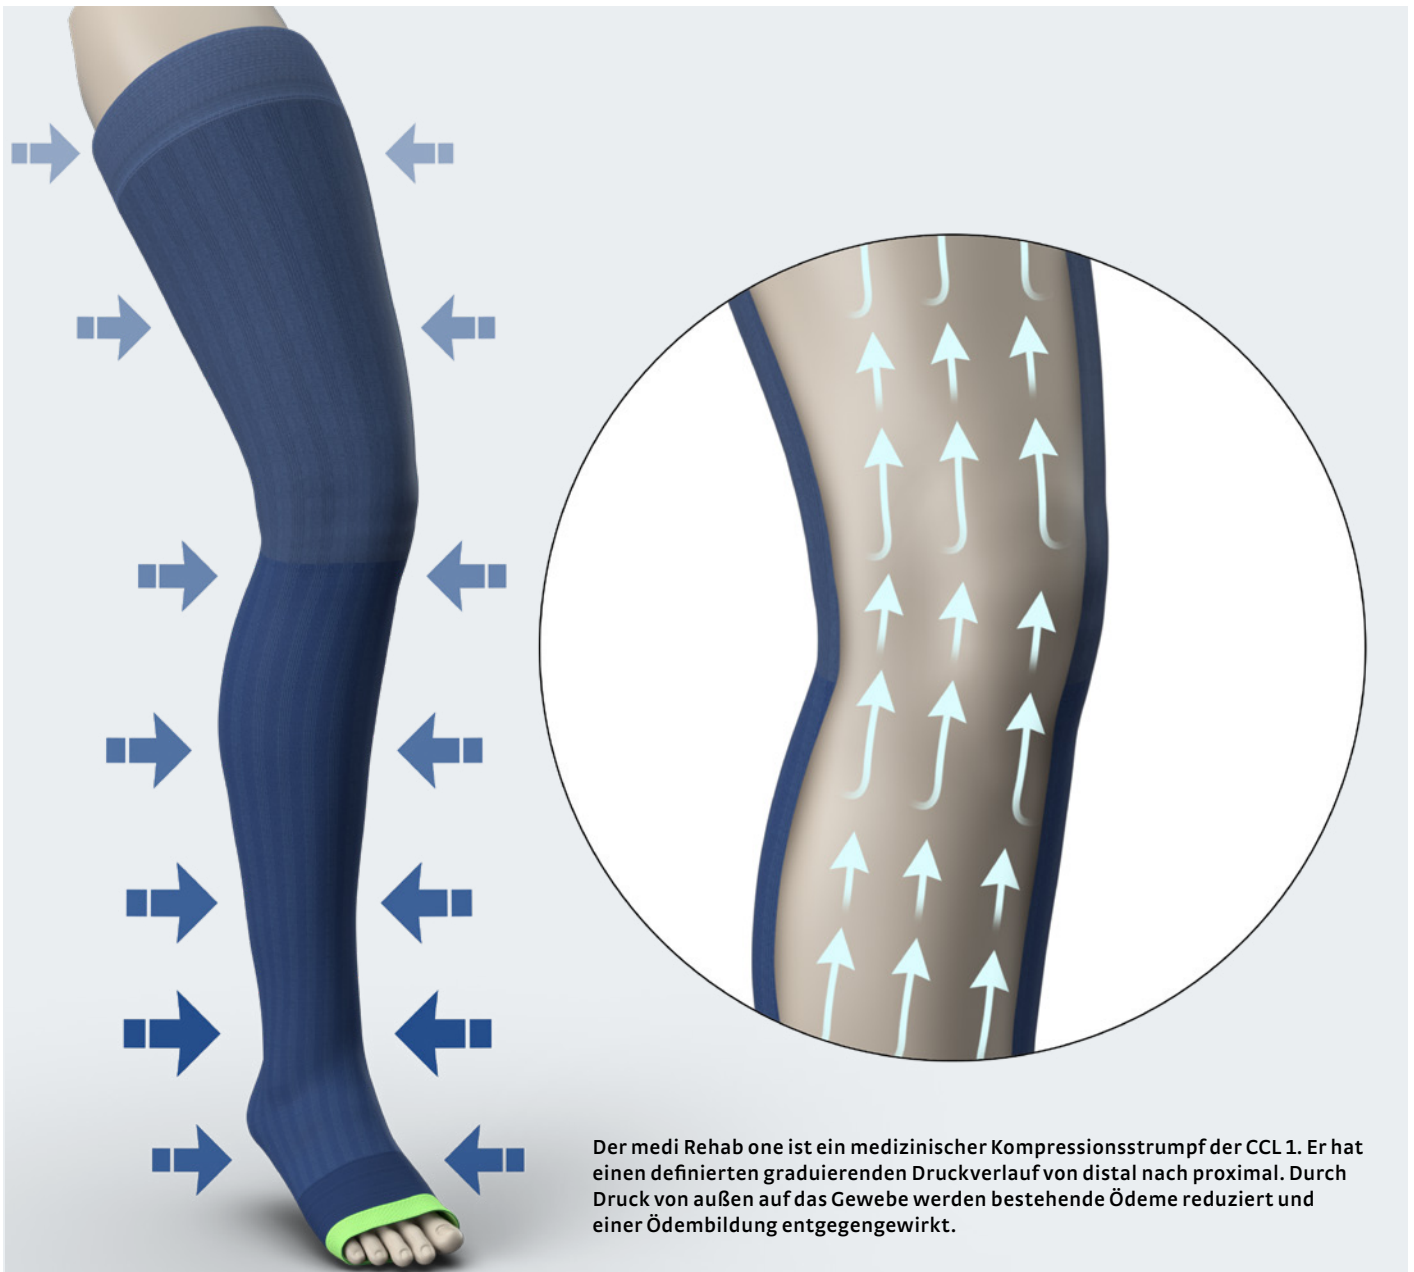 Der medi Rehab one ist ein medizinischer Kompressionsstrumpf der CCL 1. Er hat
einen definierten graduierenden Druckverlauf von distal nach proximal. Durch
Druck von außen auf das Gewebe werden bestehende Ödeme reduziert und
einer Ödembildung entgegengewirkt.